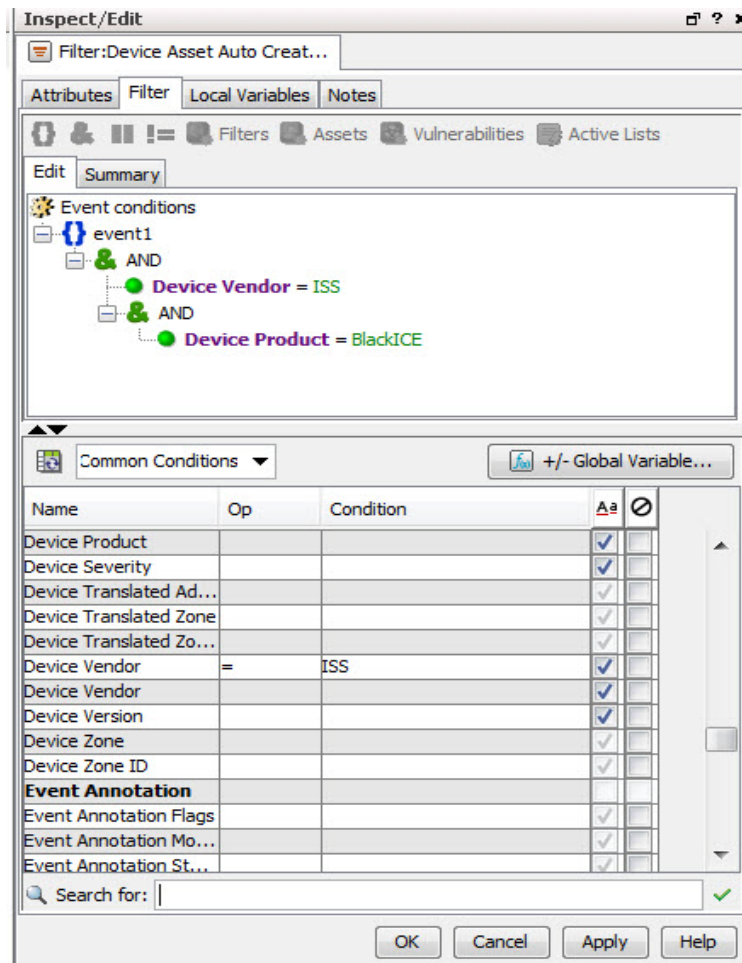 Inspect/Edit
Filter:Device Asset Auto Creat...
Attributes Filter Local Variables Notes
{} & != Filters Assets Vulnerabilities Active Lists
Edit Summary
Event conditions
{} event1
& AND
Device Vendor = ISS
& AND
Device Product = BlackICE
Common Conditions +/- Global Variable...
Name Op Condition Aa
Device Product
Device Severity
Device Translated Ad...
Device Translated Zone
Device Translated Zo...
Device Vendor = ISS
Device Vendor
Device Version
Device Zone
Device Zone ID
Event Annotation
Event Annotation Flags
Event Annotation Mo...
Event Annotation St...
Search for:
OK Cancel Apply Help